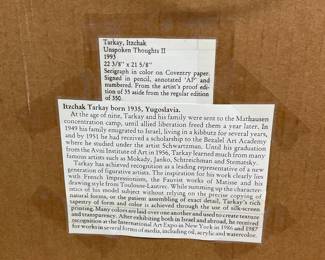 Tarkay, Itzchak
Unspoken Thoughts II
1993
22 3/8" x 21 5/8"
Serigraph in color on Coventry paper.
Signed in pencil, annotated "AP" and
numbered. From the artist's proof edi-
tion of 35 aside from the regular edition
of 350.
Itzchak Tarkay born 1935, Yugoslavia.
At the age of nine, Tarkay and his family were sent to the Mathausen
concentration camp, until allied liberation freed them a year later. In
1949 his family emigrated to Israel, living in a kibbutz for several years,
and by 1951 he had received a scholarship to the Bezalel Art Academy
where he studied under the artist Schwartzman. Until his graduation
from the Avni Institute of Art in 1956, Tarkay learned much from many
famous artists such as Mokady, Janko, Schtreichman and Stematsky.
Tarkay has achieved recognition as a leading representative of a new
generation of figurative artists. The inspiration for his work clearly lies
with French Impressionism, the Fauvist works of Matisse and his
drawing style from Toulouse-Lautrec. While summing up the character-
istics of his model subject without relying on the precise copying of
natural forms, or the patient assembling of exact detail, Tarkay's rich
tapestry of form and color is achieved through the use of silk-screen
printing. Many colors are laid over one another and used to create texture
and transparency. After exhibiting both in Israel and abroad, he received
recognition at the International Art Expo in New York in 1986 and 1987
for works in several forms of media, including oil, acrylic and watercolor.